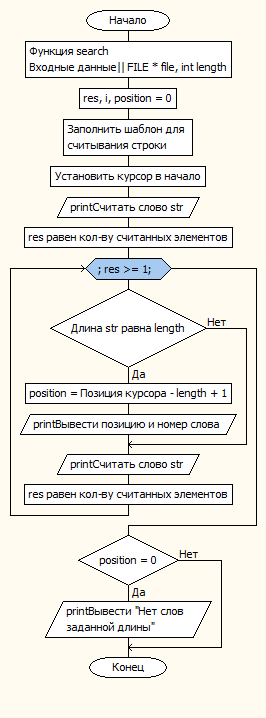 Начало
Функция search
Входные данные|| FILE * file, int length
res, i, position = 0
Заполнить шаблон для
считывания строки
Установить курсор в начало
printСчитать слово str
res равен кол-ву считанных элементов
; res >= 1;
Длина str равна length
Нет
Да
position = Позиция курсора - length + 1
printВывести позицию и номер слова
printСчитать слово str
res равен кол-ву считанных элементов
position = 0
Нет
Да
printВывести "Нет слов
заданной длины"
Конец